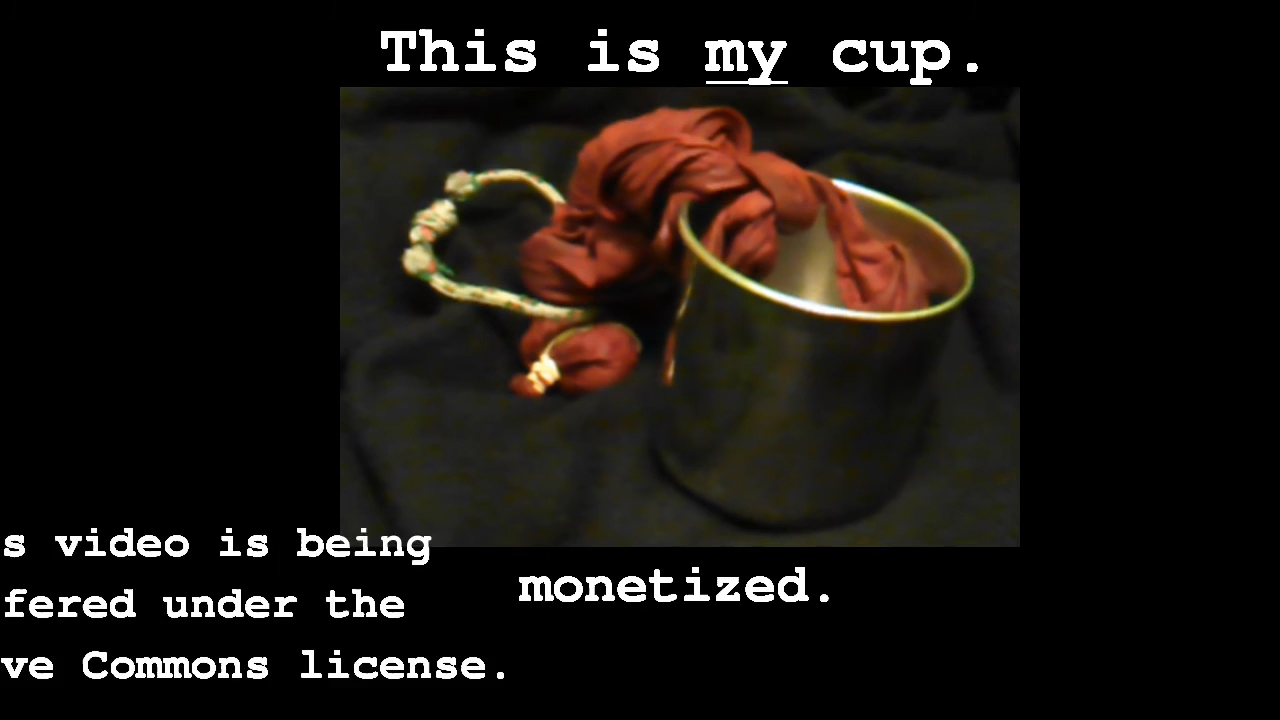 This is my cup.
s video is being
fered under the
ve Commons license.
monetized.